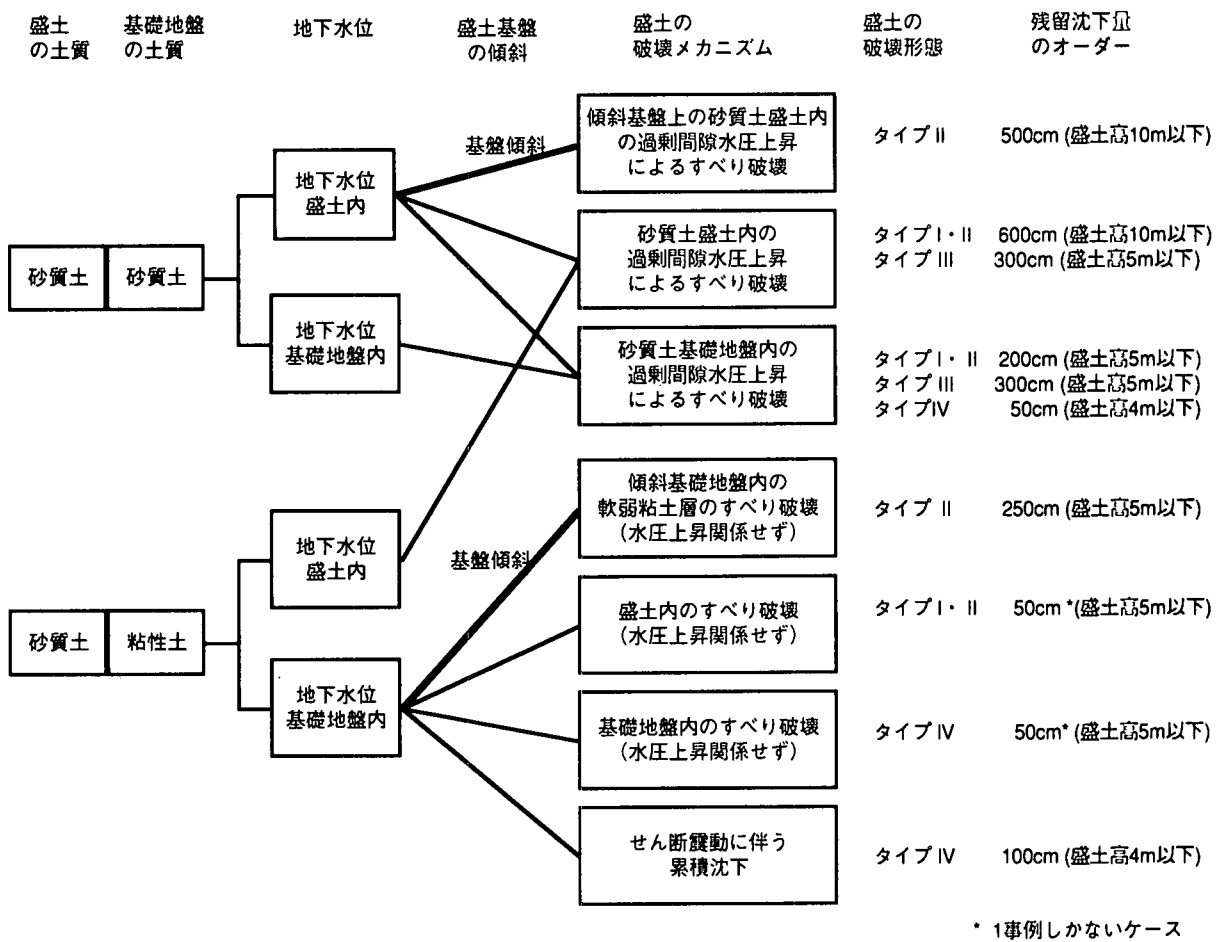 盛土
の土質
基礎地盤
の土質
地下水位
盛土基盤
の傾斜
盛土の
破壊メカニズム
盛土の
破壊形態
残留沈下量
のオーダー
砂質土
砂質土
地下水位
盛土内
地下水位
基礎地盤内
基盤傾斜
傾斜基盤上の砂質土盛土内
の過剰間隙水圧上昇
によるすべり破壊
タイプ II
500cm (盛土高10m以下)
砂質土盛土内の
過剰間隙水圧上昇
によるすべり破壊
タイプ I・II
600cm (盛土高10m以下)
タイプ III
300cm (盛土高5m以下)
砂質土基礎地盤内の
過剰間隙水圧上昇
によるすべり破壊
タイプ I・ II
200cm (盛土高5m以下)
タイプ III
300cm (盛土高5m以下)
タイプIV
50cm (盛土高4m以下)
砂質土
粘性土
地下水位
盛土内
地下水位
基礎地盤内
基盤傾斜
傾斜基礎地盤内の
軟弱粘土層のすべり破壊
(水圧上昇関係せず)
タイプ II
250cm (盛土高5m以下)
盛土内のすべり破壊
(水圧上昇関係せず)
タイプ I・ II
50cm *(盛土高5m以下)
基礎地盤内のすべり破壊
(水圧上昇関係せず)
タイプ IV
50cm* (盛土高5m以下)
せん断震動に伴う
累積沈下
タイプ IV
100cm (盛土高4m以下)
* 1事例しかないケース